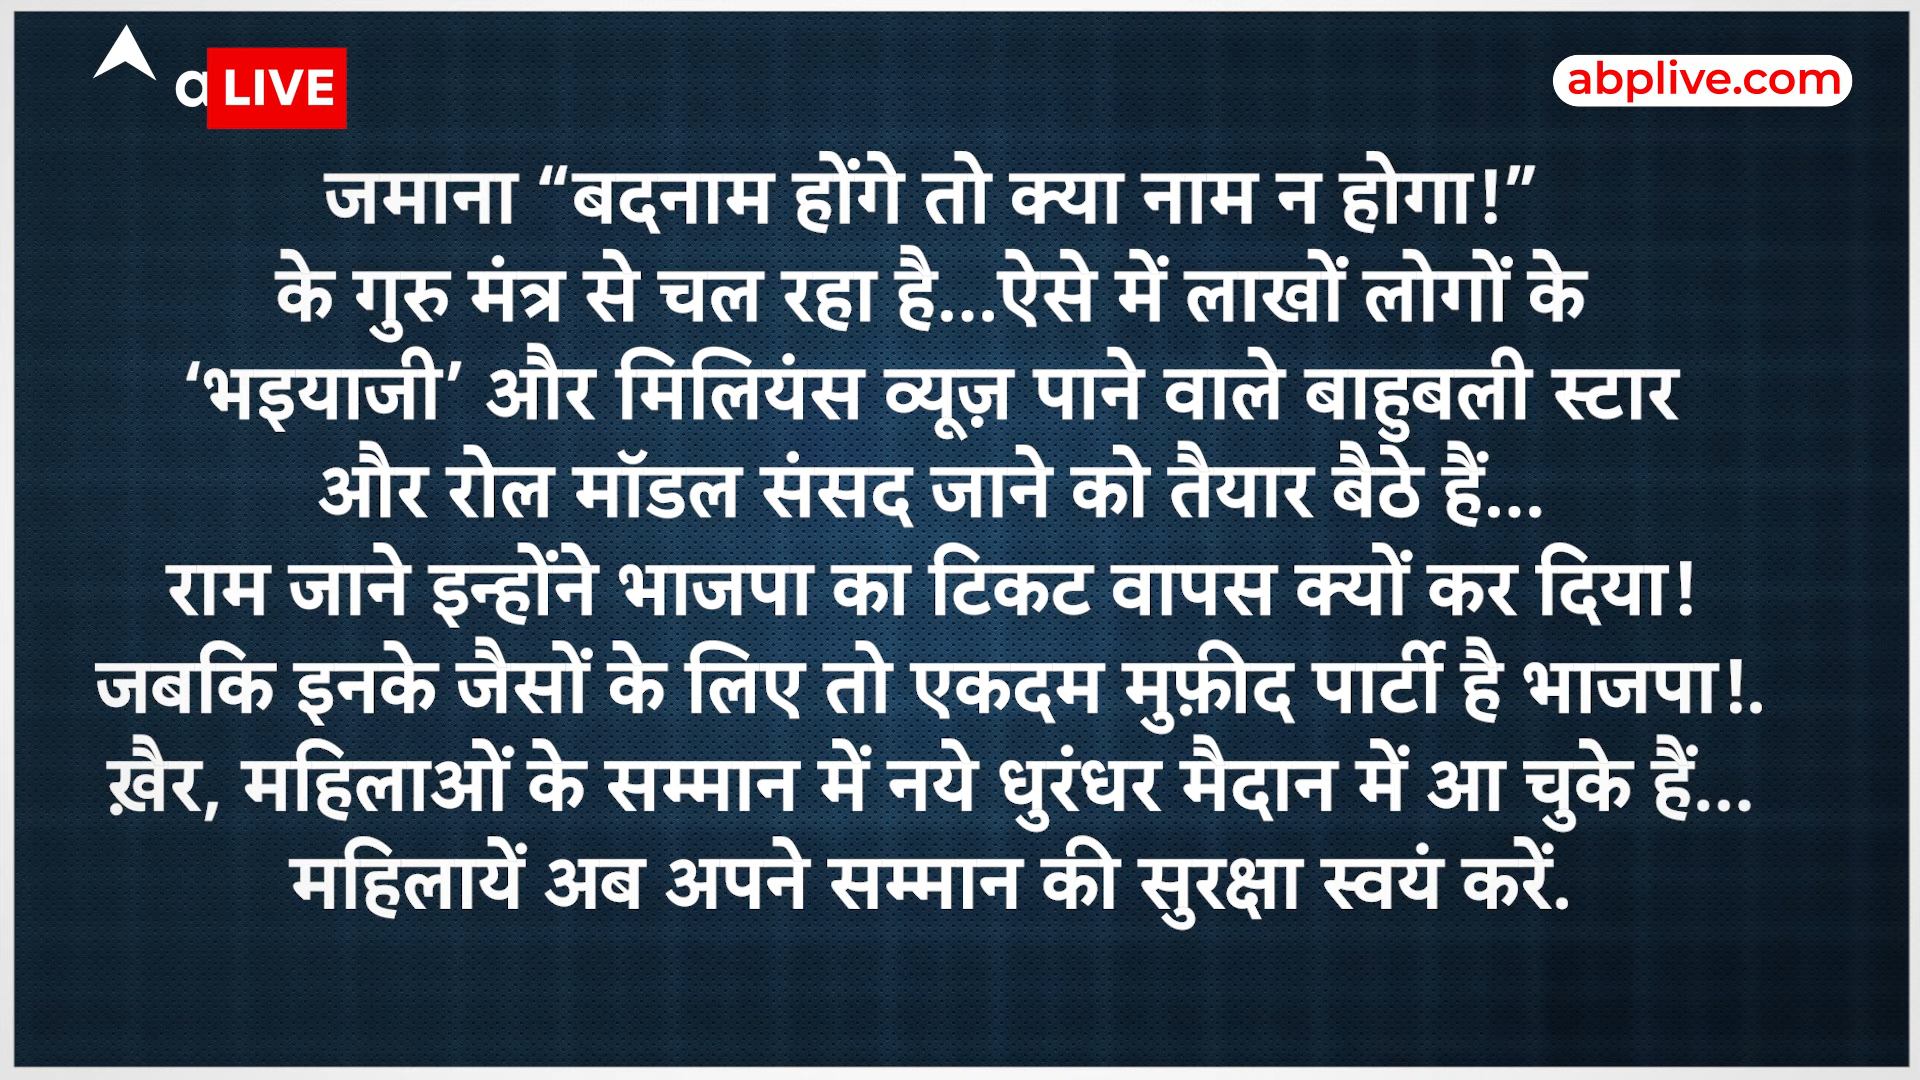 a LIVE
abplive.com
जमाना “बदनाम होंगे तो क्या नाम न होगा!”
के गुरु मंत्र से चल रहा है...ऐसे में लाखों लोगों के
‘भइयाजी’ और मिलियंस व्यूज़ पाने वाले बाहुबली स्टार
और रोल मॉडल संसद जाने को तैयार बैठे हैं...
राम जाने इन्होंने भाजपा का टिकट वापस क्यों कर दिया!
जबकि इनके जैसों के लिए तो एकदम मुफ़ीद पार्टी है भाजपा!.
ख़ैर, महिलाओं के सम्मान में नये धुरंधर मैदान में आ चुके हैं...
महिलायें अब अपने सम्मान की सुरक्षा स्वयं करें.